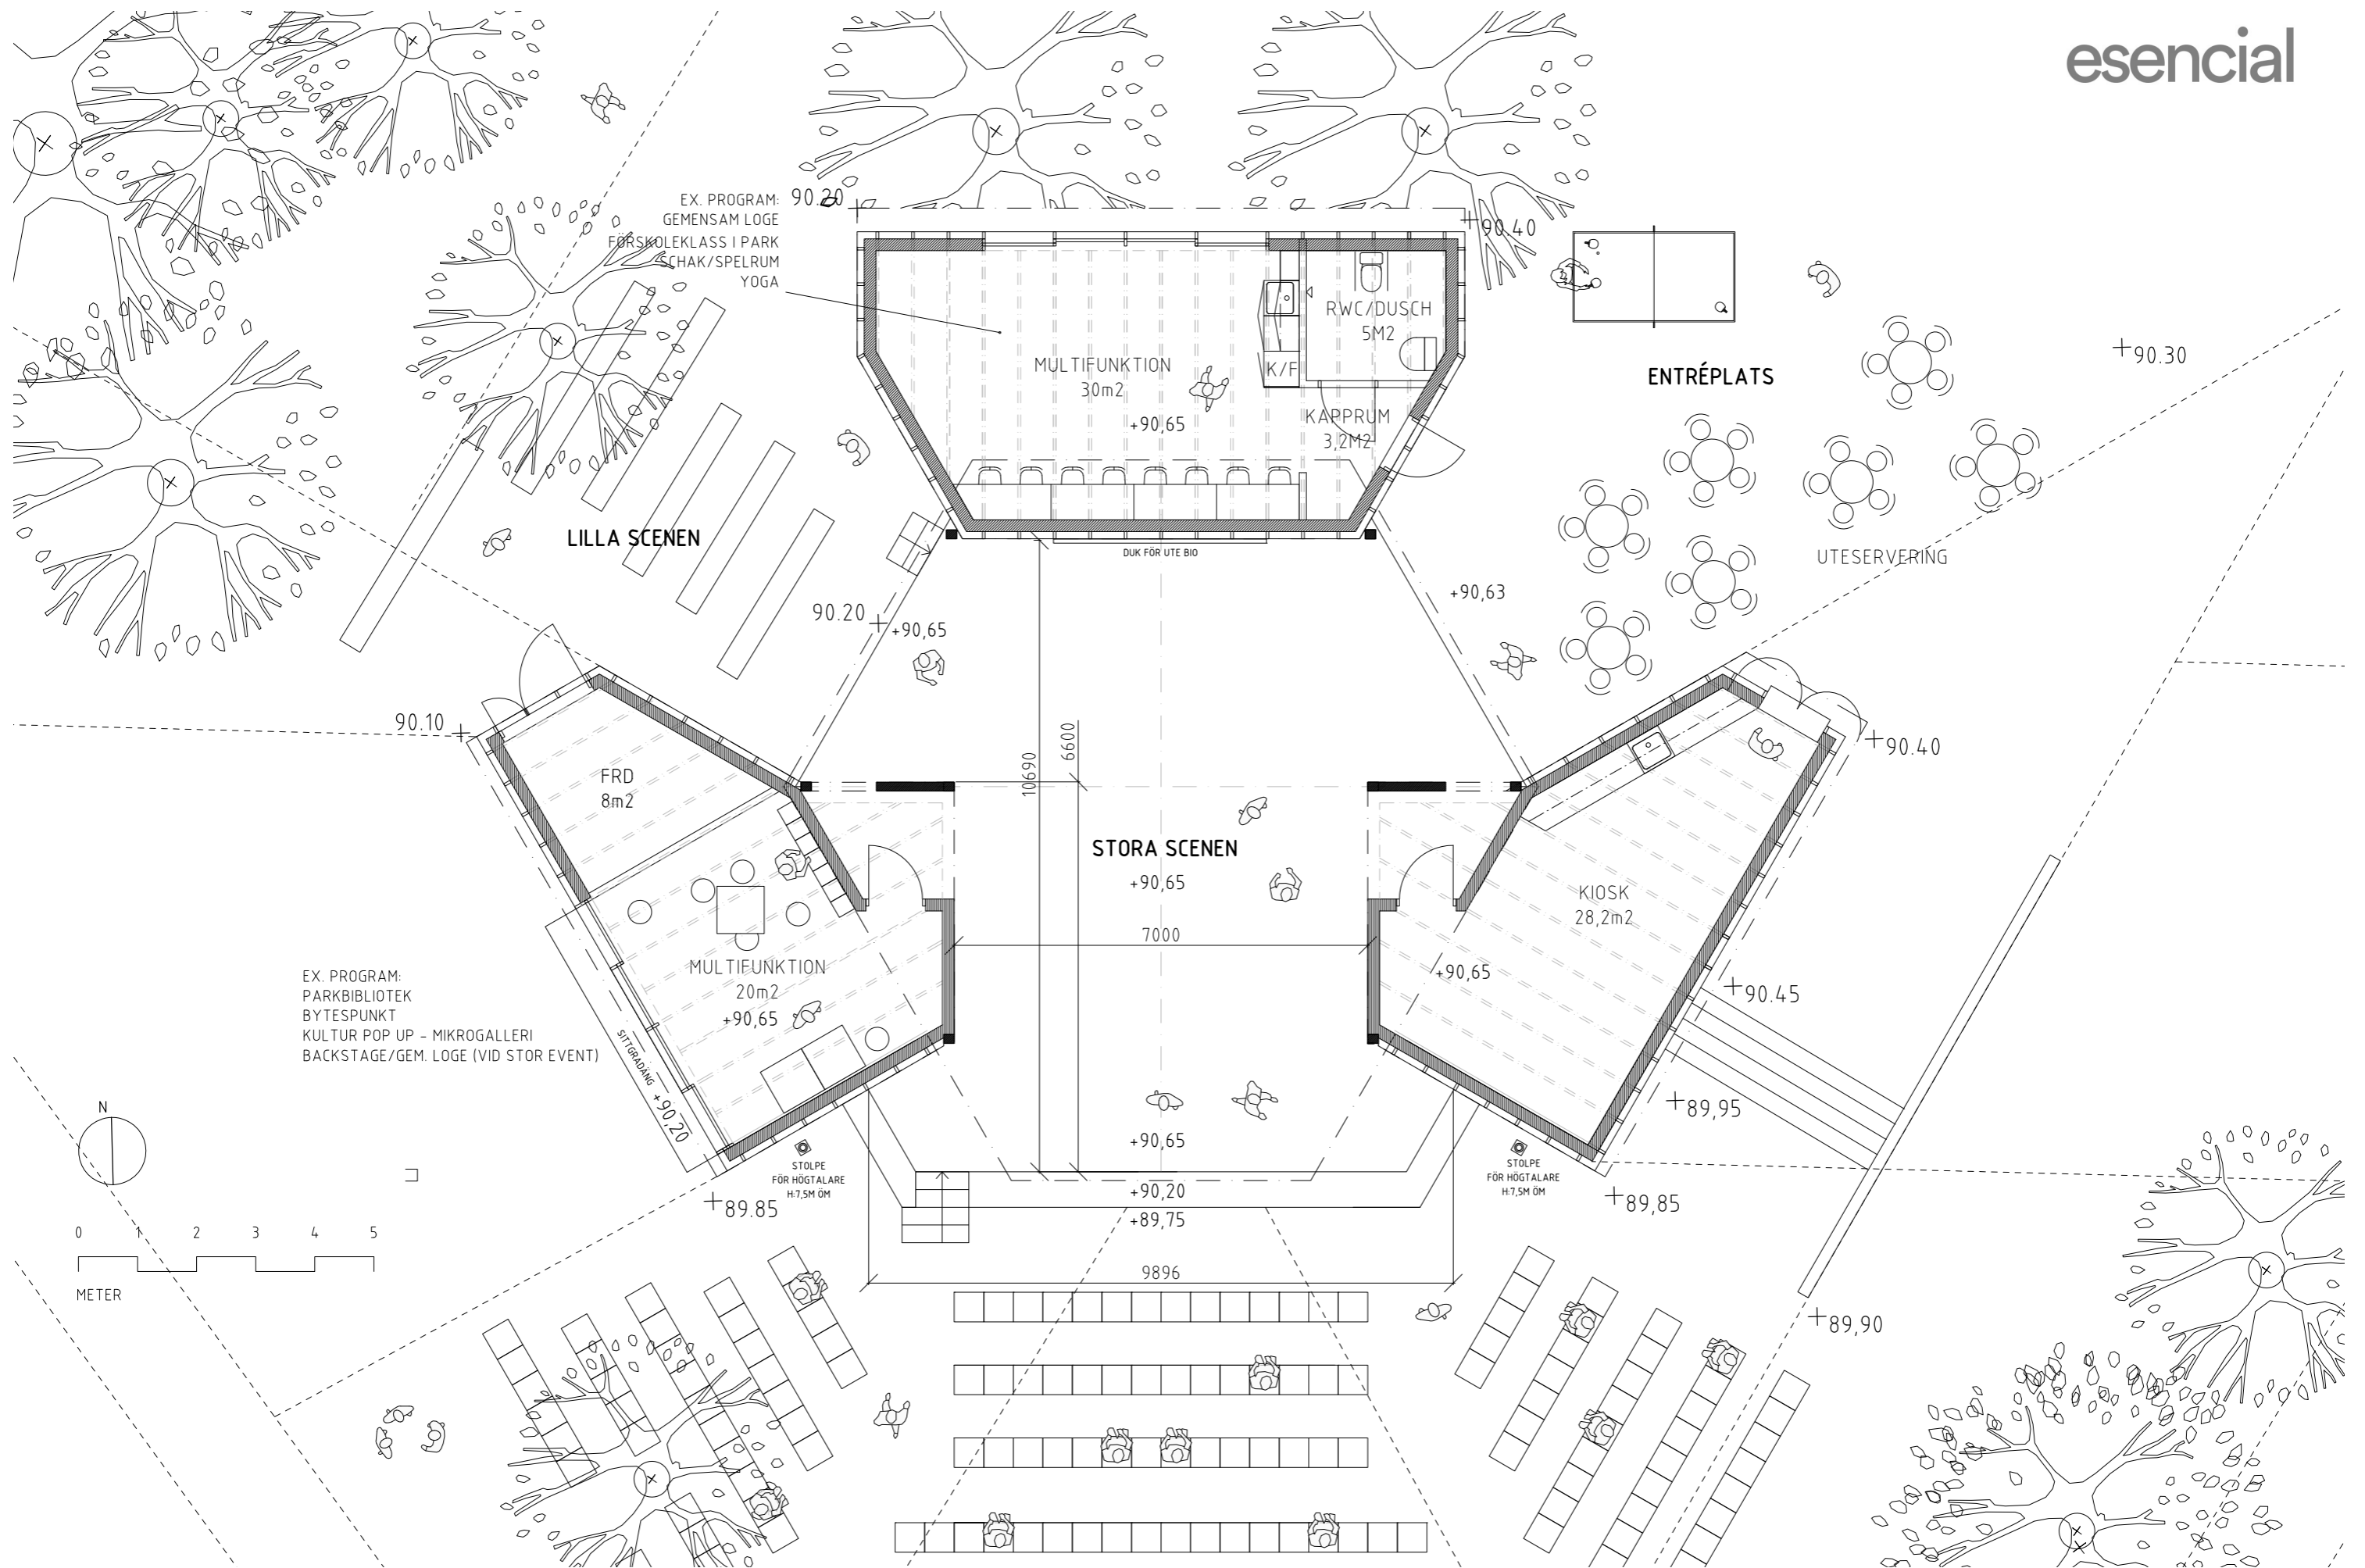 esencial
EX. PROGRAM:
GEMENSAM LOGE
FÖRSKOLEKLASS I PARK
SCHAK/SPELRUM
YOGA
90.20
90.40
RWC/DUSCH
5M2
MULTIFUNKTION
30m2
+90,65
K/F
KAPPRUM
3,2M2
ENTRÉPLATS
90.30
LILLA SCENEN
DUK FÖR UTE BIO
UTESERVERING
90.20
+90,65
+90,63
90.10
90.40
FRD
8m2
10690
6600
STORA SCENEN
+90,65
KIOSK
28,2m2
7000
MULTIFUNKTION
20m2
+90,65
+90,65
90.45
EX. PROGRAM:
PARKBIBLIOTEK
BYTESPUNKT
KULTUR POP UP - MIKROGALLERI
BACKSTAGE/GEM. LOGE (VID STOR EVENT)
SITTGRADÄNG +90,20
89,95
N
+90,65
STOLPE
FÖR HÖGTALARE
H:7,5M ÖM
STOLPE
FÖR HÖGTALARE
H:7,5M ÖM
+90,20
89.85
89,85
+89,75
0 1 2 3 4 5
METER
9896
89,90